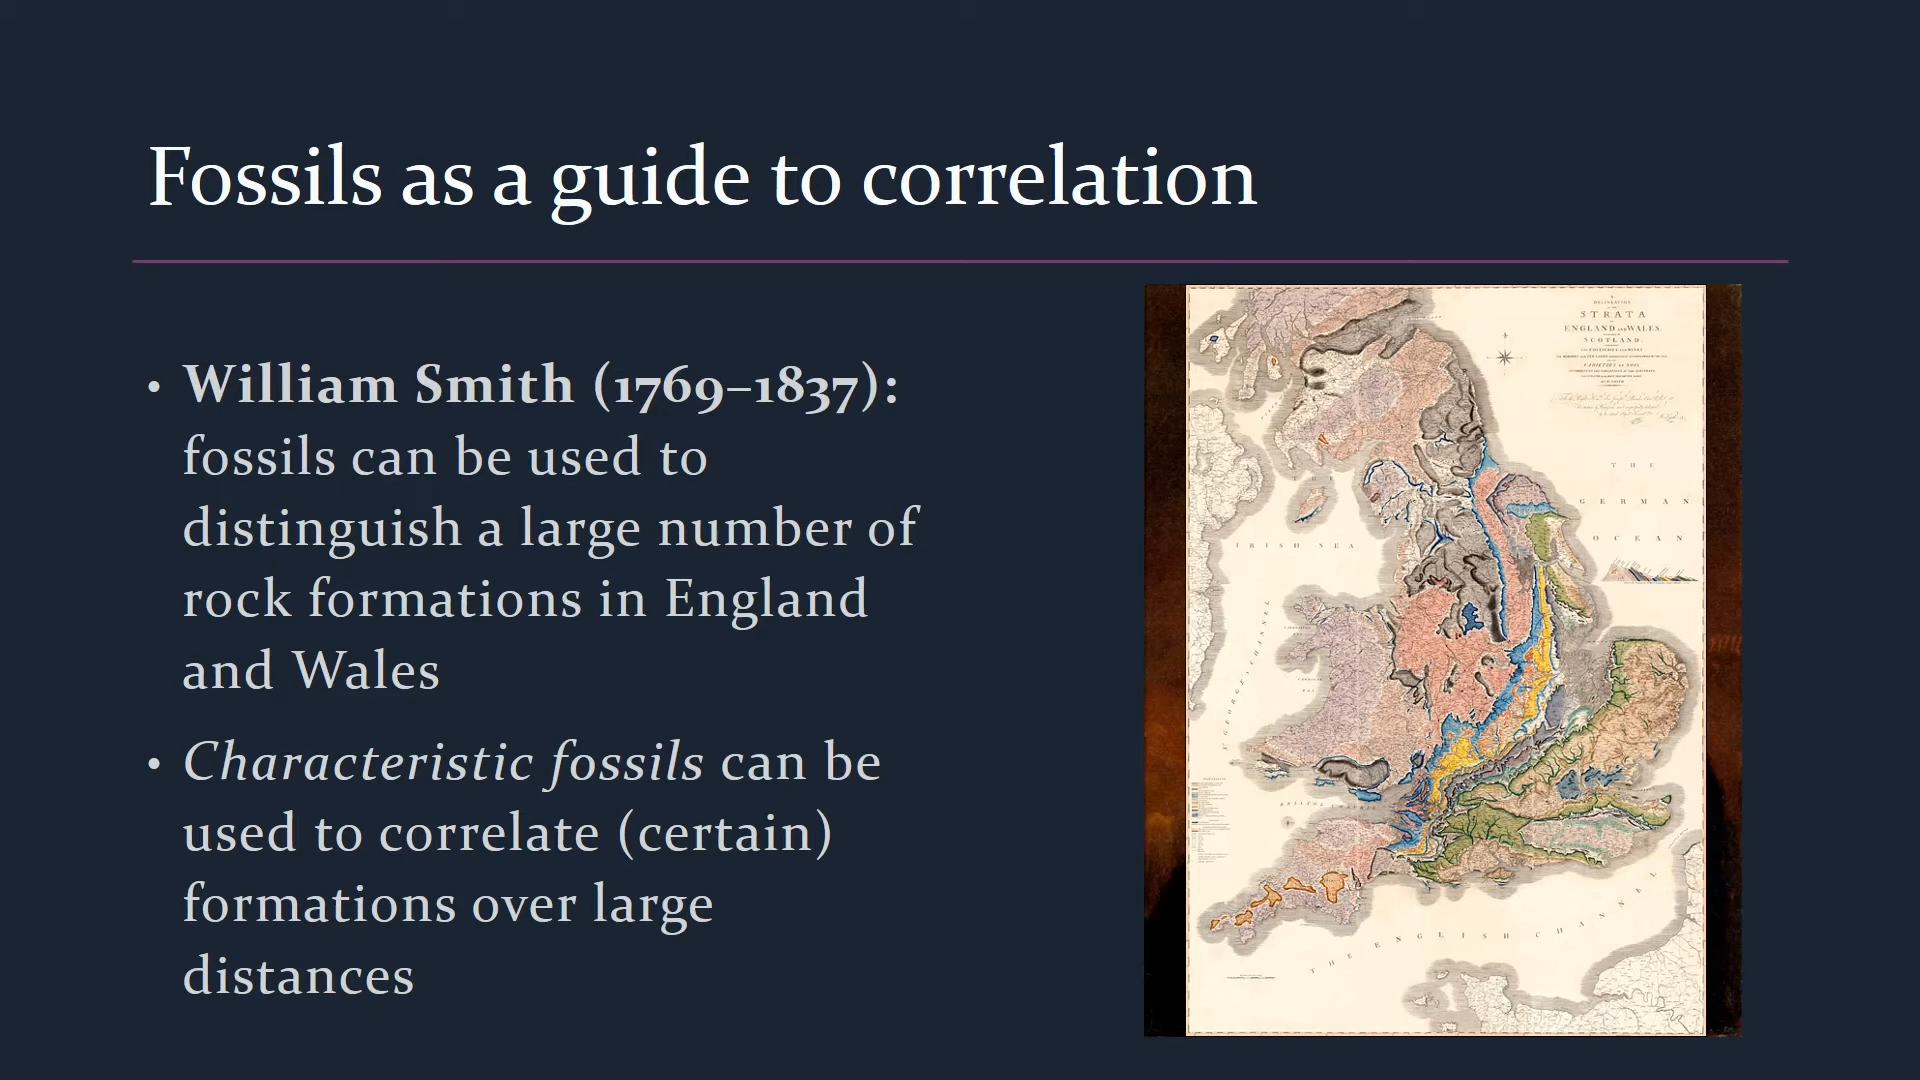 Fossils as a guide to correlation
• William Smith (1769–1837):
fossils can be used to
distinguish a large number of
rock formations in England
and Wales
• Characteristic fossils can be
used to correlate (certain)
formations over large
distances
STRATA
ENGLAND AND WALES,
SCOTLAND;
THE
GERMAN
OCEAN
IRISH SEA
THE ENGLISH CHANNEL